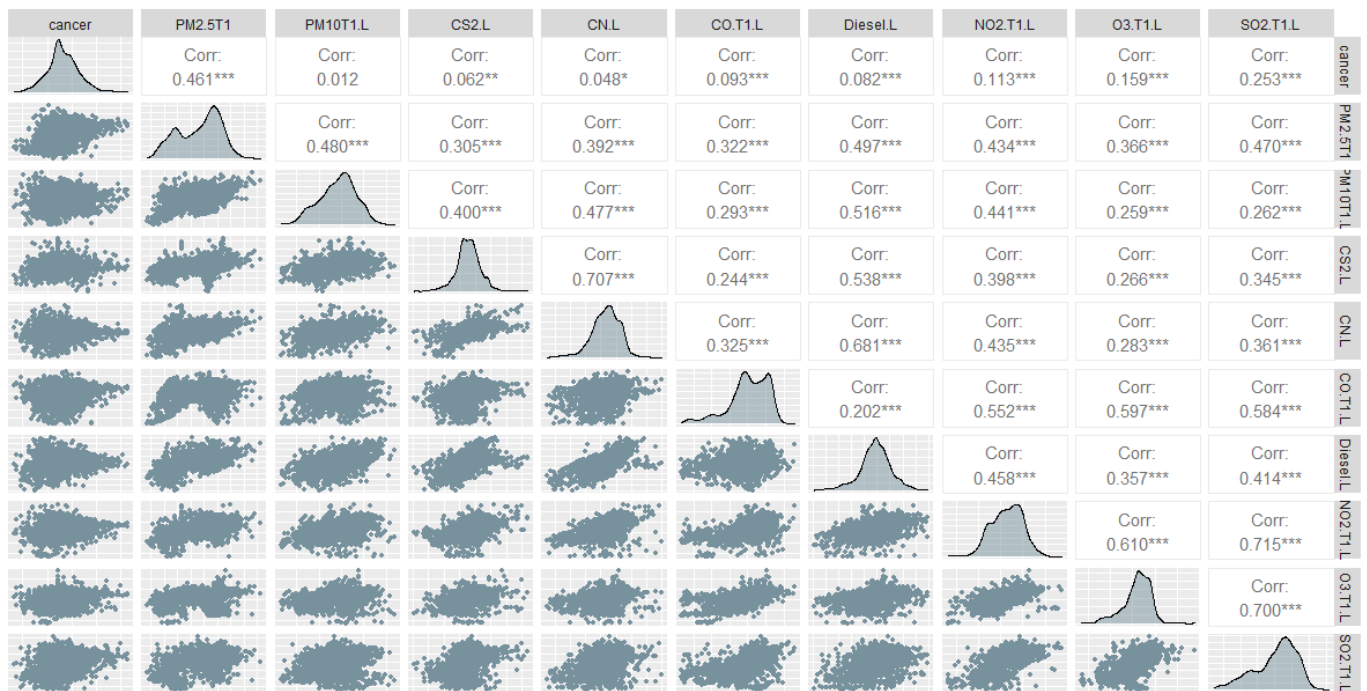 cancer PM2.5T1 PM10T1.L CS2.L CN.L CO.T1.L Diesel.L NO2.T1.L O3.T1.L SO2.T1.L
Corr: Corr: Corr: Corr: Corr: Corr: Corr: Corr: Corr:
0.461*** 0.012 0.062** 0.048* 0.093*** 0.082*** 0.113*** 0.159*** 0.253***
cancer
Corr: Corr: Corr: Corr: Corr: Corr: Corr: Corr:
0.480*** 0.305*** 0.392*** 0.322*** 0.497*** 0.434*** 0.366*** 0.470***
PM2.5T1
Corr: Corr: Corr: Corr: Corr: Corr: Corr:
0.400*** 0.477*** 0.293*** 0.516*** 0.441*** 0.259*** 0.262***
PM10T1.L
Corr: Corr: Corr: Corr: Corr: Corr:
0.707*** 0.244*** 0.538*** 0.398*** 0.266*** 0.345***
CS2.L
Corr: Corr: Corr: Corr: Corr:
0.325*** 0.681*** 0.435*** 0.283*** 0.361***
CN.L
Corr: Corr: Corr: Corr:
0.202*** 0.552*** 0.597*** 0.584***
CO.T1.L
Corr: Corr: Corr:
0.458*** 0.357*** 0.414***
Diesel.L
Corr: Corr:
0.610*** 0.715***
NO2.T1.L
Corr:
0.700***
O3.T1.L
SO2.T1.L